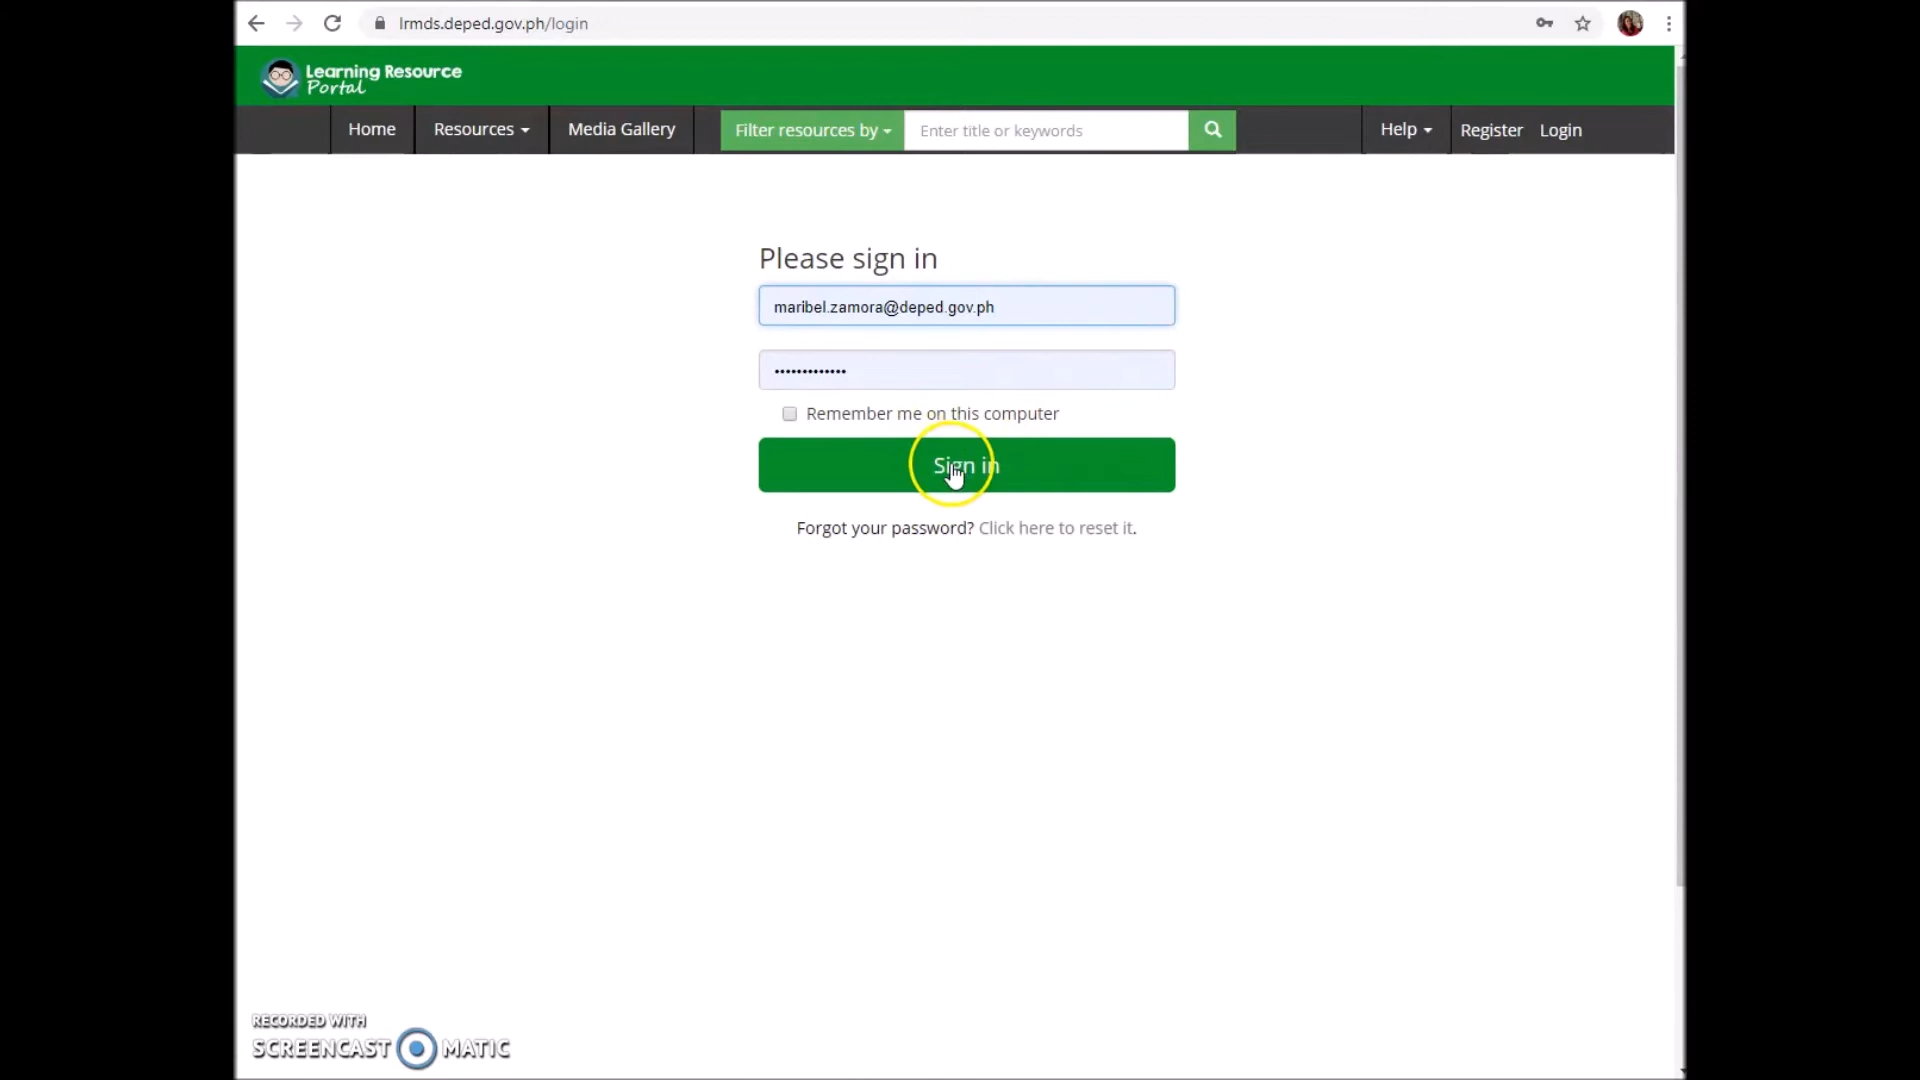 lrmds.deped.gov.ph/login
Learning Resource
Portal
Home Resources Media Gallery Filter resources by Enter title or keywords Help Register Login
Please sign in
maribel.zamora@deped.gov.ph
•••••••••••••
Remember me on this computer
Sign in
Forgot your password? Click here to reset it.
RECORDED WITH
SCREENCAST MATIC